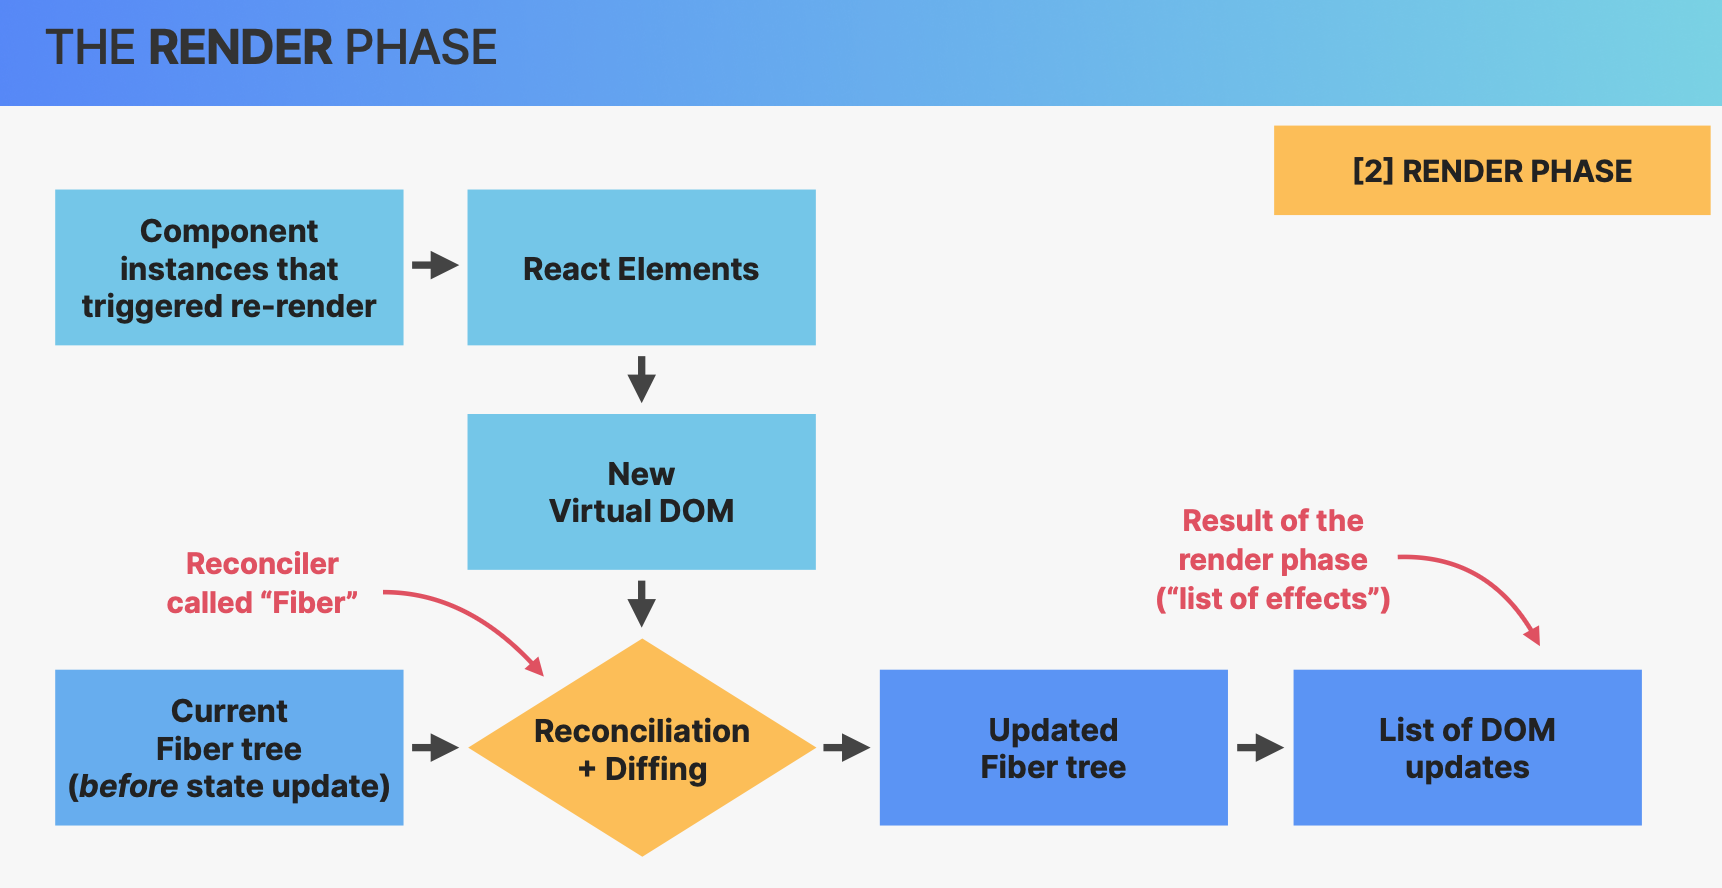 THE RENDER PHASE
[2] RENDER PHASE
Component
instances that
triggered re-render
React Elements
New
Virtual DOM
Reconciler
called “Fiber”
Result of the
render phase
(“list of effects”)
Current
Fiber tree
(before state update)
Reconciliation
+ Diffing
Updated
Fiber tree
List of DOM
updates